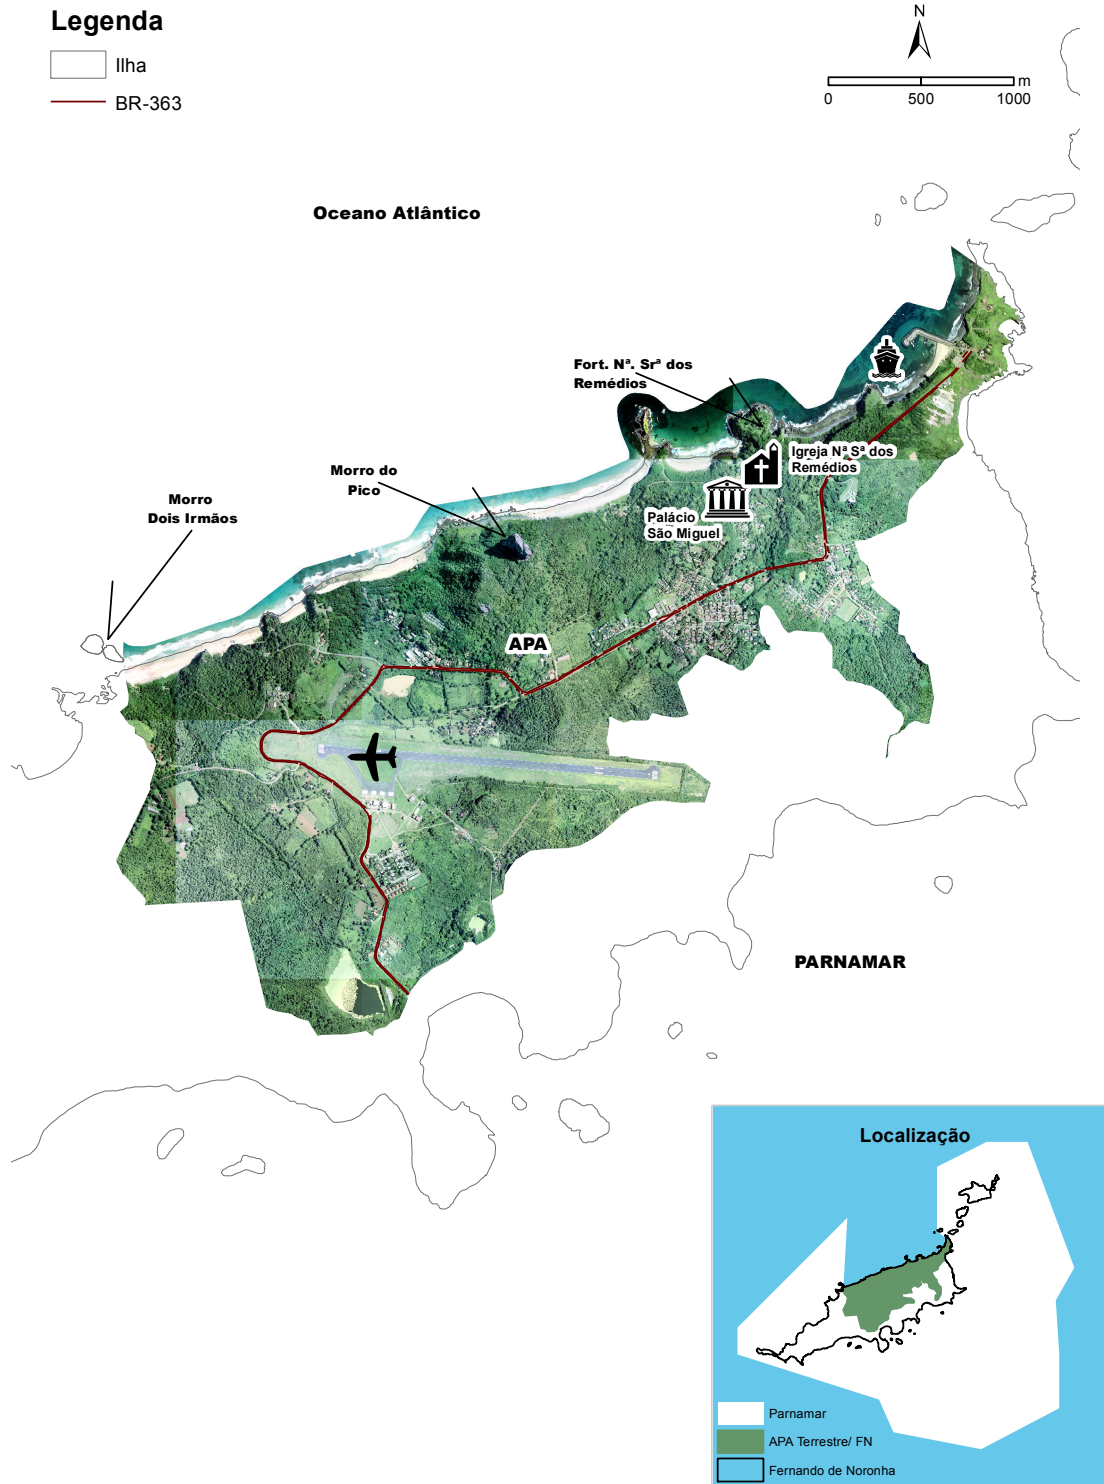 Legenda
Ilha
BR-363
N
m
0 500 1000
Oceano Atlântico
Fort. Nª. Srª dos
Remédios
Igreja Nª Sª dos
Remédios
Morro do
Pico
Palácio
São Miguel
Morro
Dois Irmãos
APA
PARNAMAR
Localização
Parnamar
APA Terrestre/ FN
Fernando de Noronha